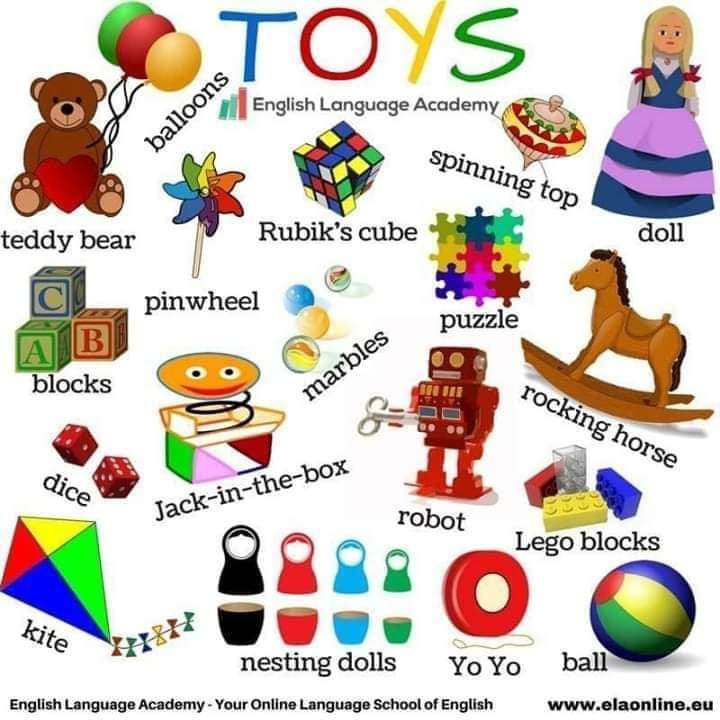 TOYS
English Language Academy
balloons
spinning top
teddy bear
Rubik's cube
doll
pinwheel
puzzle
C
C
A
B
B
blocks
marbles
rocking horse
dice
Jack-in-the-box
robot
Lego blocks
kite
nesting dolls
Yo Yo
ball
English Language Academy - Your Online Language School of English
www.elaonline.eu